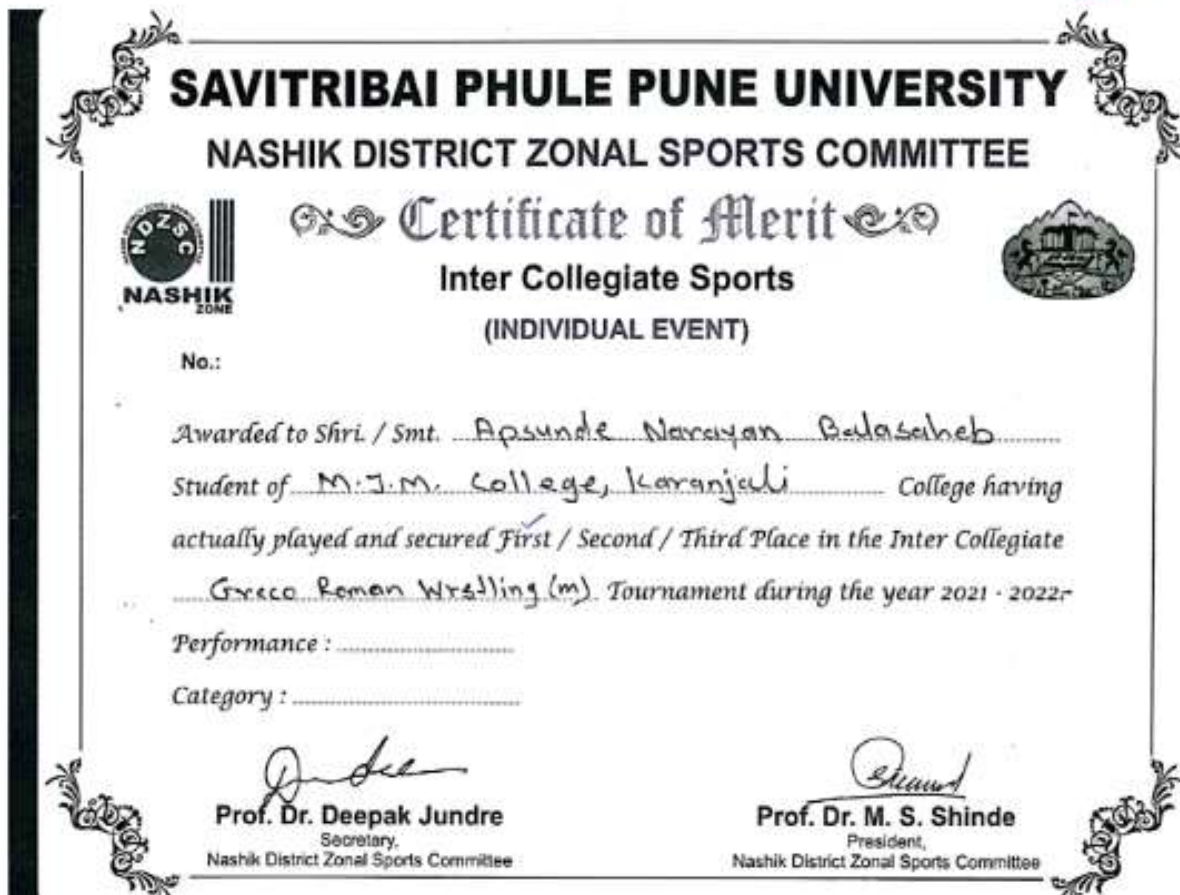 SAVITRIBAI PHULE PUNE UNIVERSITY
NASHIK DISTRICT ZONAL SPORTS COMMITTEE
Certificate of Merit
NDZSC
NASHIK
ZONE
Inter Collegiate Sports
(INDIVIDUAL EVENT)
No.:
Awarded to Shri. / Smt. Apsunde Narayan Balasaheb
Student of M.J.M. College, Karanjali College having
actually played and secured First / Second / Third Place in the Inter Collegiate
Greco Roman Wrstling (m) Tournament during the year 2021 - 2022.
Performance :
Category :
Prof. Dr. Deepak Jundre
Secretary,
Nashik District Zonal Sports Committee
Prof. Dr. M. S. Shinde
President,
Nashik District Zonal Sports Committee